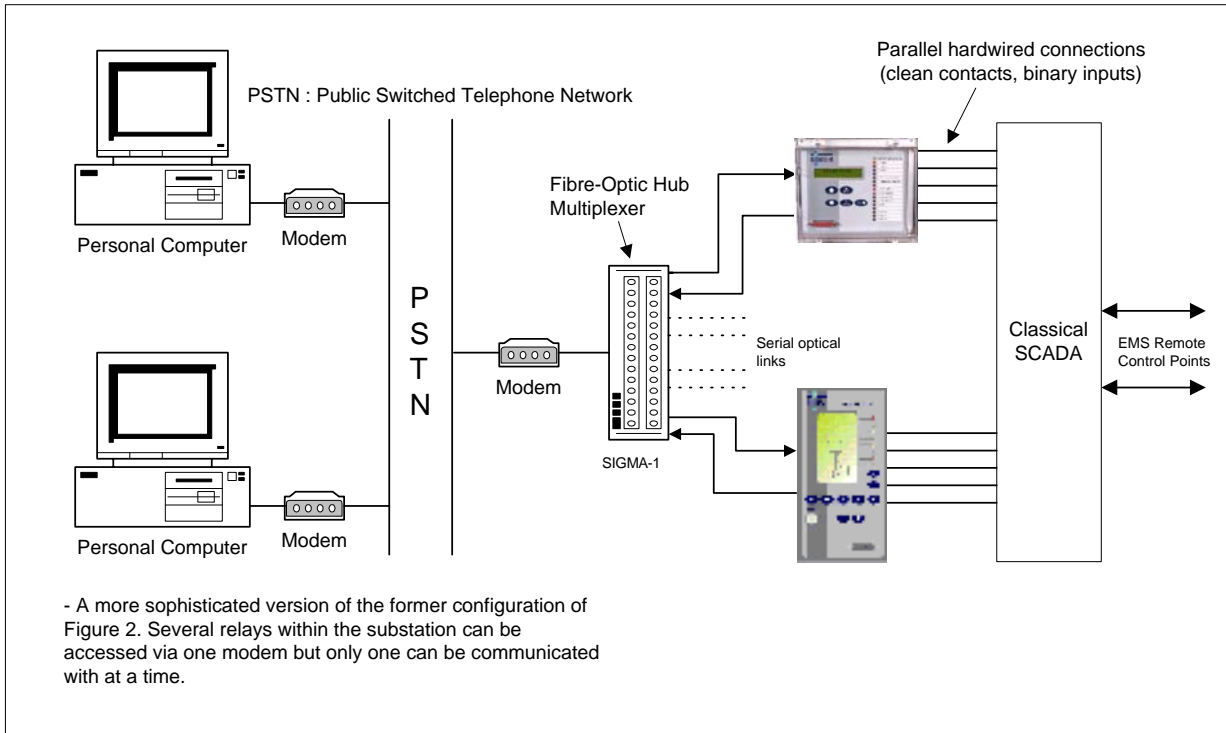 PSTN : Public Switched Telephone Network
Parallel hardwired connections
(clean contacts, binary inputs)
Personal Computer
Modem
Fibre-Optic Hub
Multiplexer
P
S
T
N
Modem
SIGMA-1
Serial optical
links
Classical
SCADA
EMS Remote
Control Points
Personal Computer
Modem
- A more sophisticated version of the former configuration of
Figure 2. Several relays within the substation can be
accessed via one modem but only one can be communicated
with at a time.